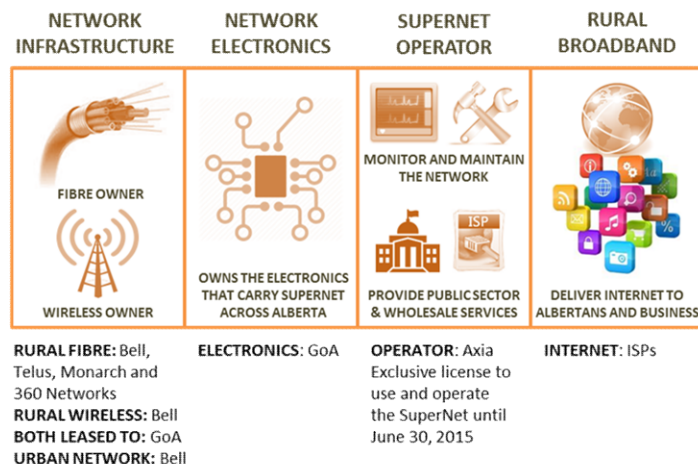 NETWORK
INFRASTRUCTURE
NETWORK
ELECTRONICS
SUPERNET
OPERATOR
RURAL
BROADBAND
FIBRE OWNER
WIRELESS OWNER
OWNS THE ELECTRONICS
THAT CARRY SUPERNET
ACROSS ALBERTA
MONITOR AND MAINTAIN
THE NETWORK
ISP
PROVIDE PUBLIC SECTOR
& WHOLESALE SERVICES
%
DELIVER INTERNET TO
ALBERTANS AND BUSINESS
RURAL FIBRE: Bell,
Telus, Monarch and
360 Networks
RURAL WIRELESS: Bell
BOTH LEASED TO: GoA
URBAN NETWORK: Bell
ELECTRONICS: GoA
OPERATOR: Axia
Exclusive license to
use and operate
the SuperNet until
June 30, 2015
INTERNET: ISPs